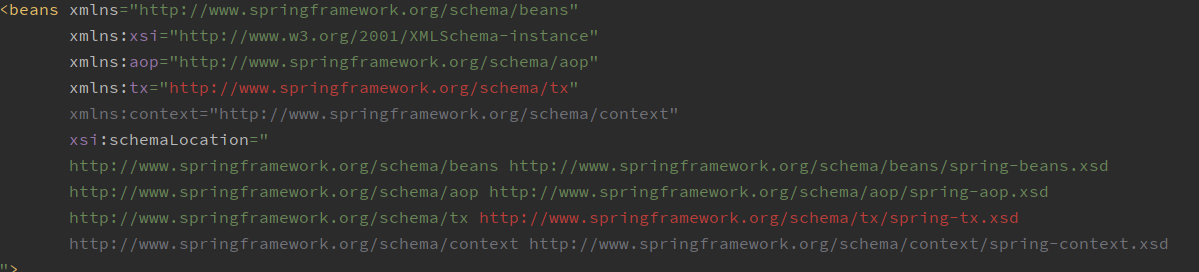 <beans xmlns="http://www.springframework.org/schema/beans"
xmlns:xsi="http://www.w3.org/2001/XMLSchema-instance"
xmlns:aop="http://www.springframework.org/schema/aop"
xmlns:tx="http://www.springframework.org/schema/tx"
xmlns:context="http://www.springframework.org/schema/context"
xsi:schemaLocation="
http://www.springframework.org/schema/beans http://www.springframework.org/schema/beans/spring-beans.xsd
http://www.springframework.org/schema/aop http://www.springframework.org/schema/aop/spring-aop.xsd
http://www.springframework.org/schema/tx http://www.springframework.org/schema/tx/spring-tx.xsd
http://www.springframework.org/schema/context http://www.springframework.org/schema/context/spring-context.xsd
">